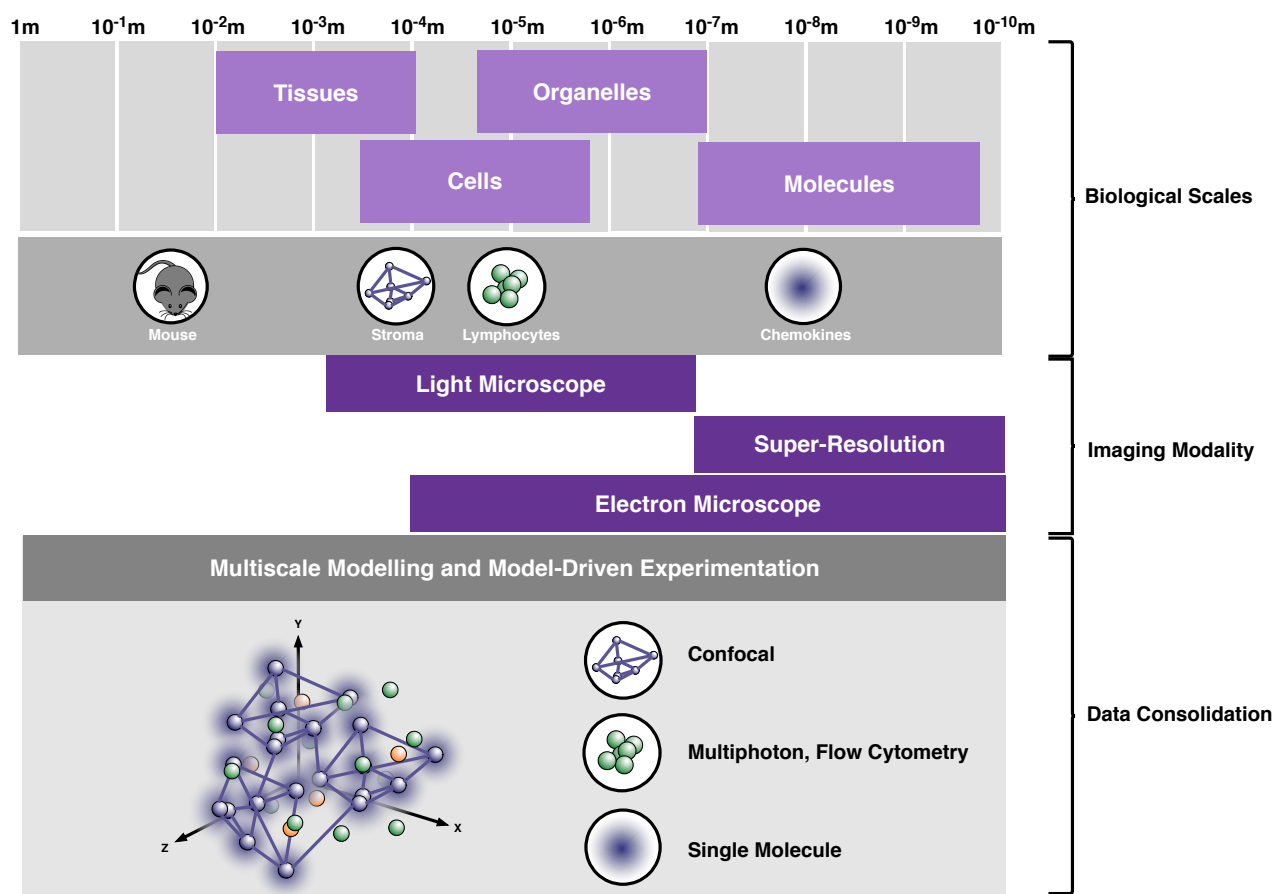 1m 10⁻¹m 10⁻²m 10⁻³m 10⁻⁴m 10⁻⁵m 10⁻⁶m 10⁻⁷m 10⁻⁸m 10⁻⁹m 10⁻¹⁰m
Tissues
Organelles
Cells
Molecules
Biological Scales
Mouse
Stroma
Lymphocytes
Chemokines
Light Microscope
Super-Resolution
Imaging Modality
Electron Microscope
Multiscale Modelling and Model-Driven Experimentation
Y
X
Z
Confocal
Multiphoton, Flow Cytometry
Single Molecule
Data Consolidation